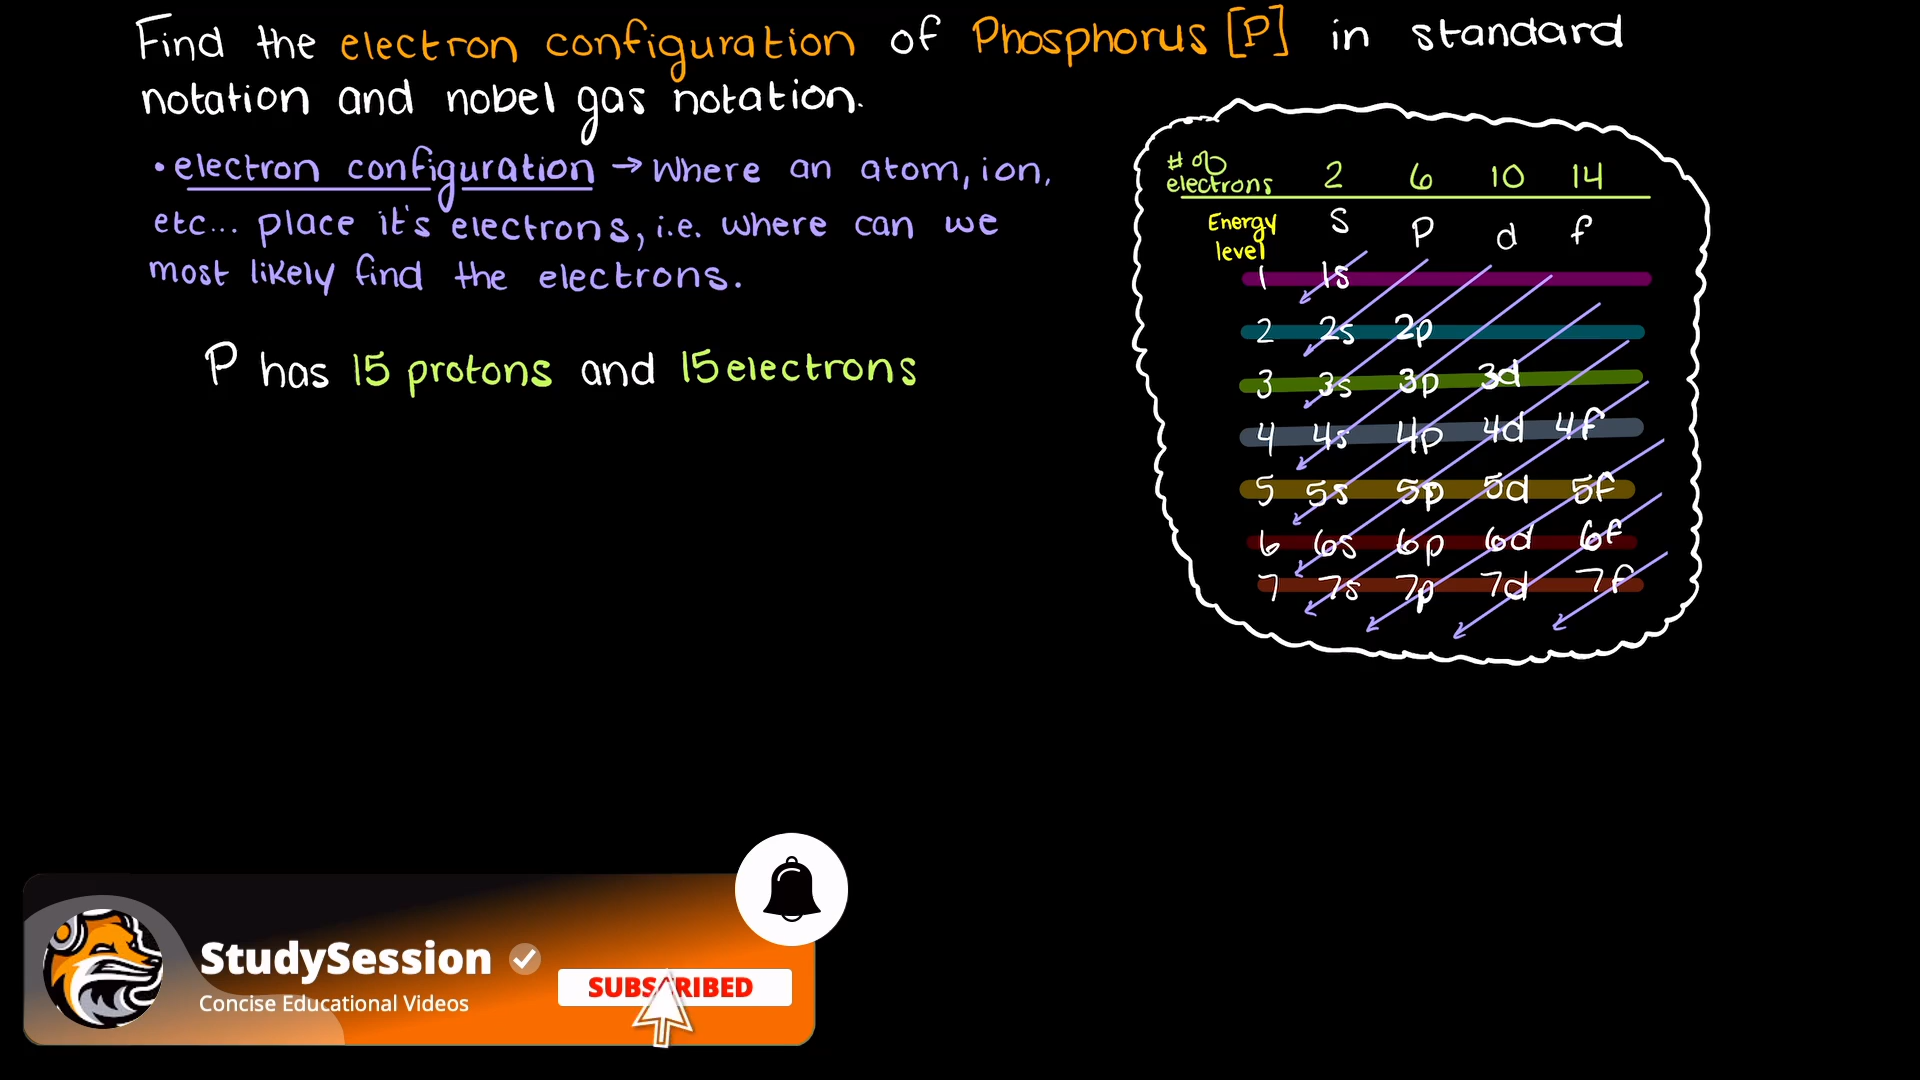 Find the electron configuration of Phosphorus [P] in standard
notation and nobel gas notation.
• electron configuration → Where an atom, ion,
etc... place it's electrons, i.e. where can we
most likely find the electrons.
P has 15 protons and 15 electrons
# of
electrons 2 6 10 14
Energy
level S P d f
1 1s
2 2s 2p
3 3s 3p 3d
4 4s 4p 4d 4f
5 5s 5p 5d 5f
6 6s 6p 6d 6f
7 7s 7p 7d 7f
StudySession
Concise Educational Videos
SUBSCRIBED